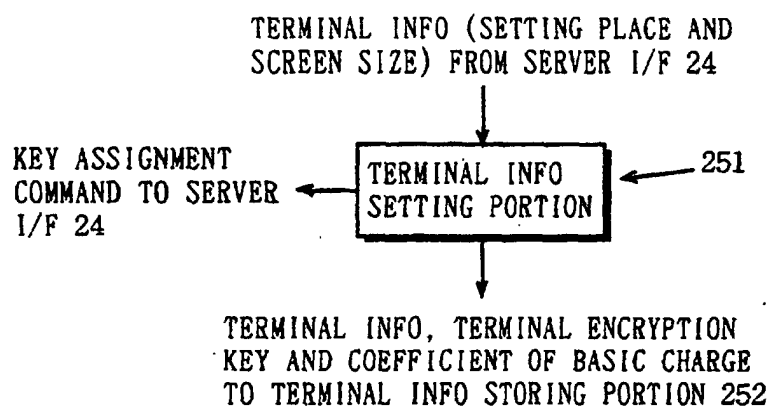 TERMINAL INFO (SETTING PLACE AND
SCREEN SIZE) FROM SERVER I/F 24
KEY ASSIGNMENT
COMMAND TO SERVER
I/F 24
TERMINAL INFO
SETTING PORTION
251
TERMINAL INFO, TERMINAL ENCRYPTION
KEY AND COEFFICIENT OF BASIC CHARGE
TO TERMINAL INFO STORING PORTION 252